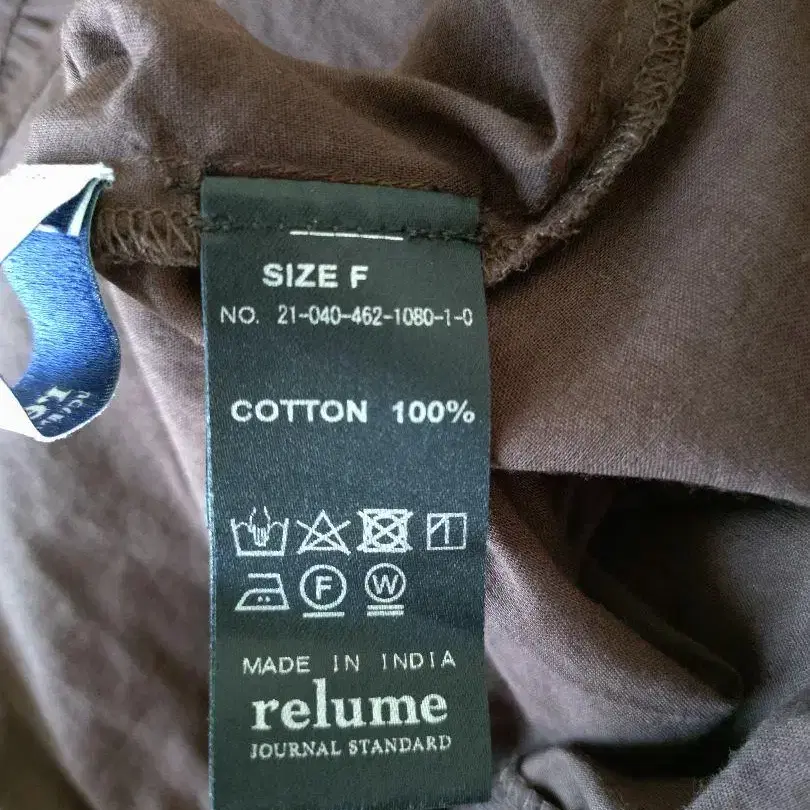 SIZE F
NO. 21-040-462-1080-1-0
COTTON 100%
F W
MADE IN INDIA
relume
JOURNAL STANDARD